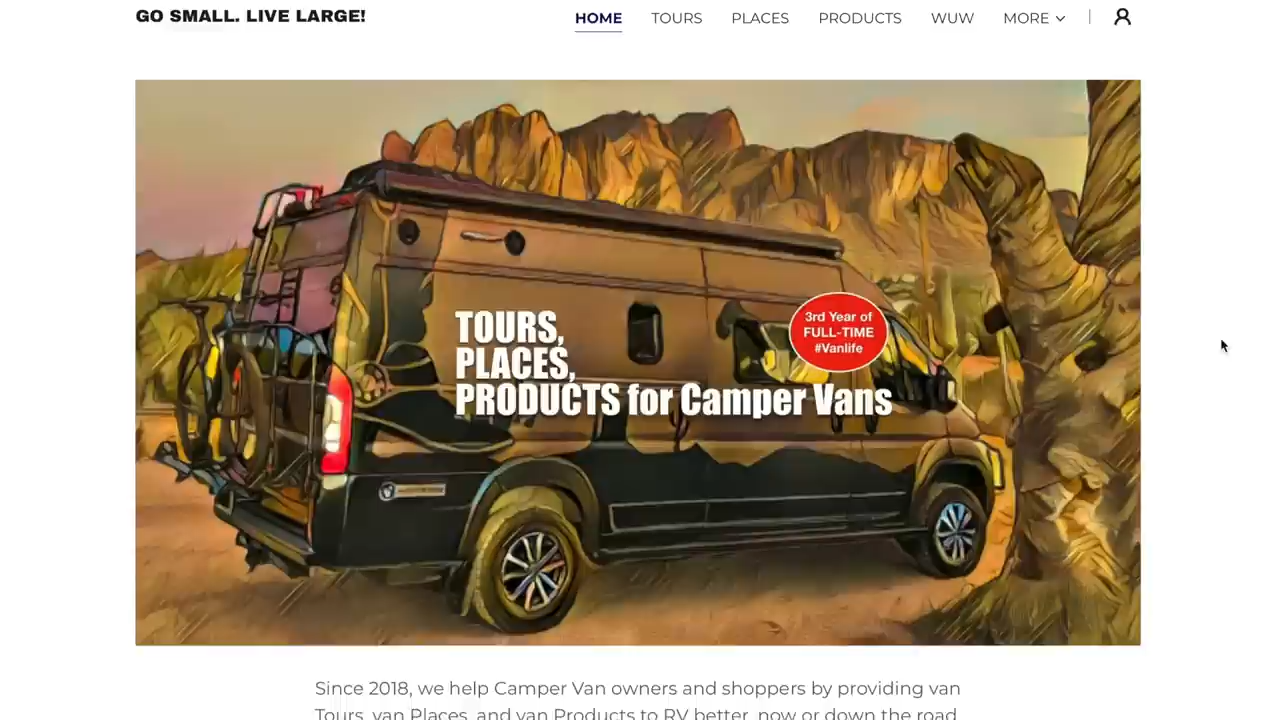 GO SMALL. LIVE LARGE!
HOME TOURS PLACES PRODUCTS WUW MORE
3rd Year of
FULL-TIME
#Vanlife
TOURS,
PLACES,
PRODUCTS for Camper Vans
Since 2018, we help Camper Van owners and shoppers by providing van
Tours, van Places, and van Products to RV better, now or down the road.